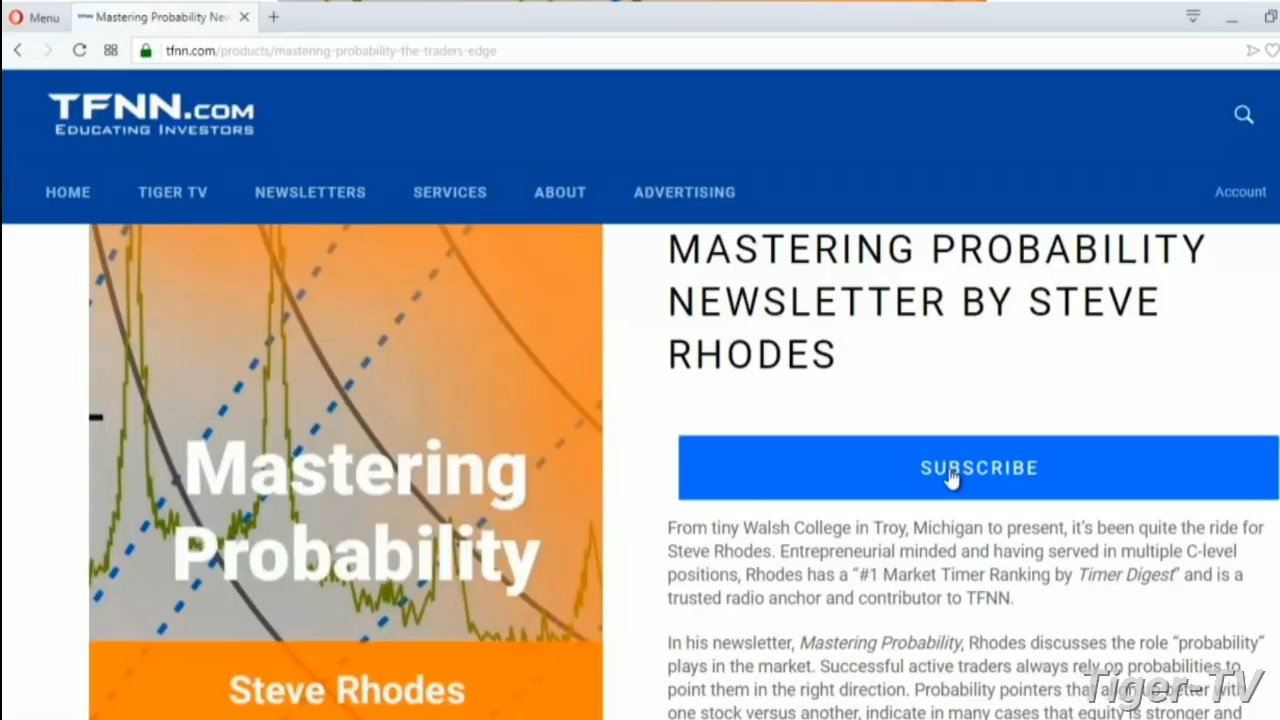 Menu
Mastering Probability New
tfnn.com/products/mastering-probability-the-traders-edge
TFNN.COM
EDUCATING INVESTORS
HOME TIGER TV NEWSLETTERS SERVICES ABOUT ADVERTISING Account
MASTERING PROBABILITY
NEWSLETTER BY STEVE
RHODES
Mastering
Probability
Steve Rhodes
SUBSCRIBE
From tiny Walsh College in Troy, Michigan to present, it's been quite the ride for
Steve Rhodes. Entrepreneurial minded and having served in multiple C-level
positions, Rhodes has a “#1 Market Timer Ranking by Timer Digest” and is a
trusted radio anchor and contributor to TFNN.
In his newsletter, Mastering Probability, Rhodes discusses the role “probability”
plays in the market. Successful active traders always rely on probabilities to
point them in the right direction. Probability pointers that better with
one stock versus another, indicate in many cases that equity is stronger and
Tiger-TV